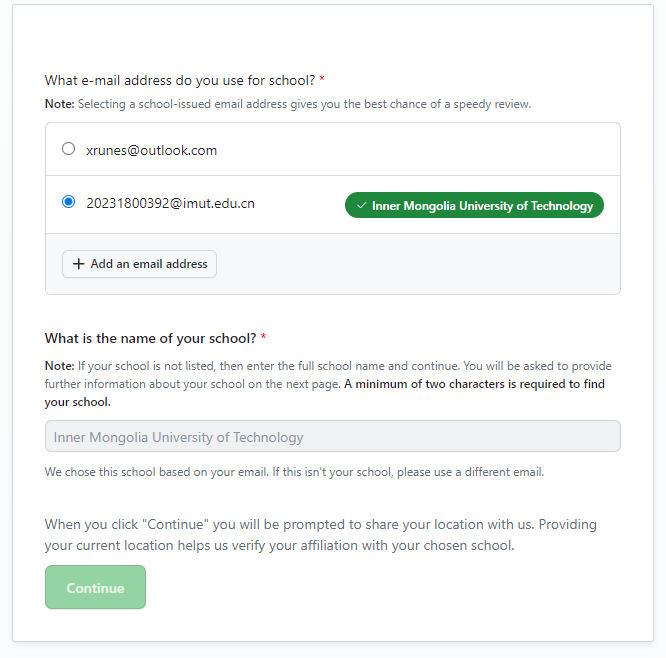 What e-mail address do you use for school? *
Note: Selecting a school-issued email address gives you the best chance of a speedy review.
xrunes@outlook.com
20231800392@imut.edu.cn
Inner Mongolia University of Technology
Add an email address
What is the name of your school? *
Note: If your school is not listed, then enter the full school name and continue. You will be asked to provide
further information about your school on the next page. A minimum of two characters is required to find
your school.
Inner Mongolia University of Technology
We chose this school based on your email. If this isn't your school, please use a different email.
When you click "Continue" you will be prompted to share your location with us. Providing
your current location helps us verify your affiliation with your chosen school.
Continue